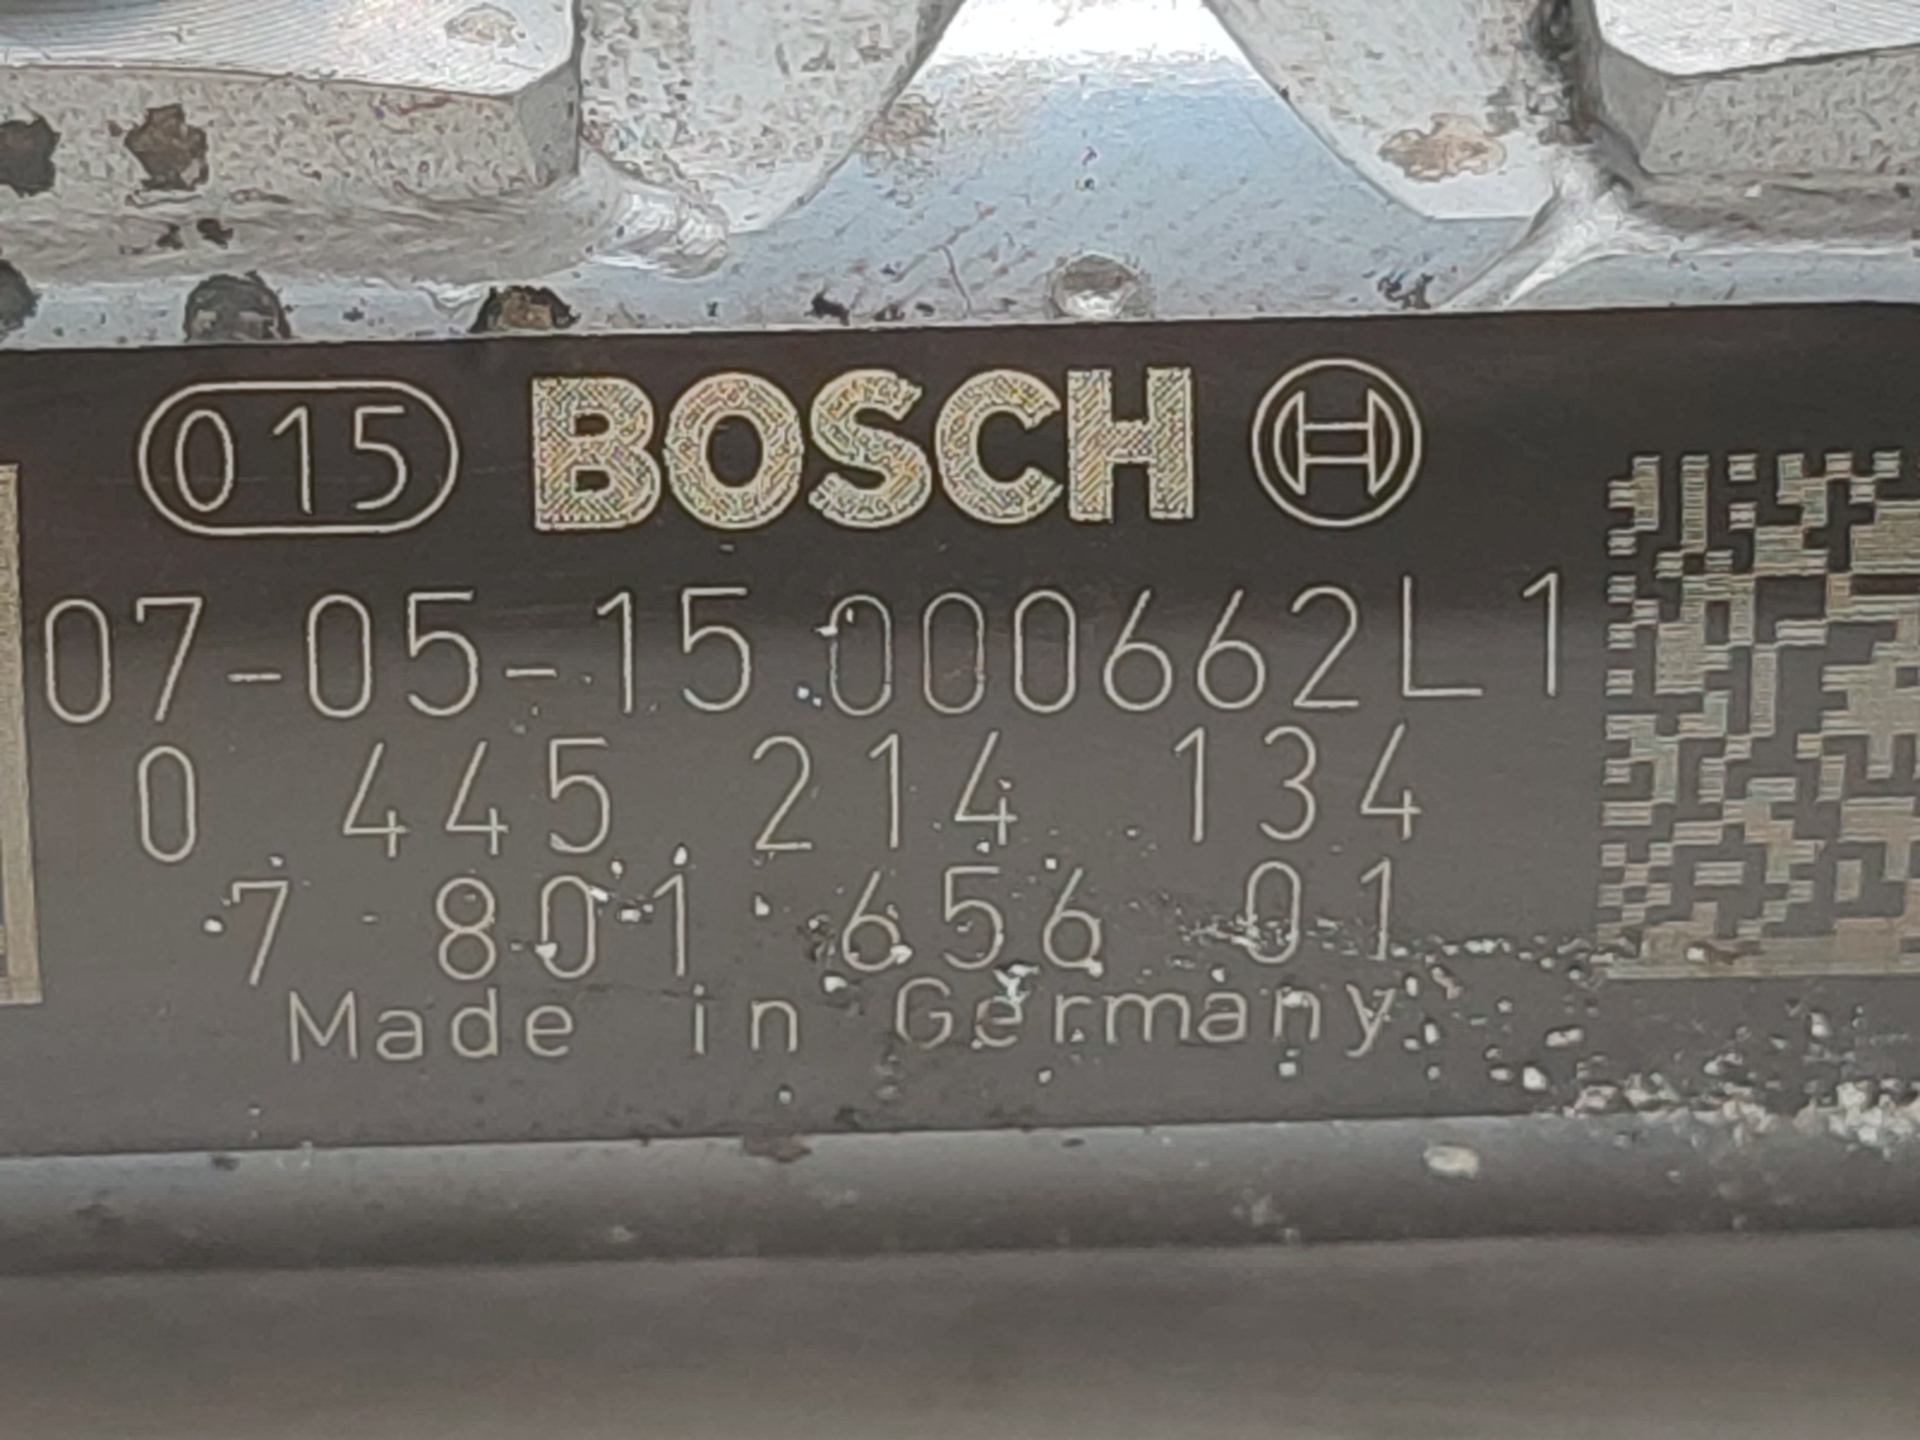 015 BOSCH
07-05-15 000662L1
0 445 214 134
7 801 656 01
Made in Germany